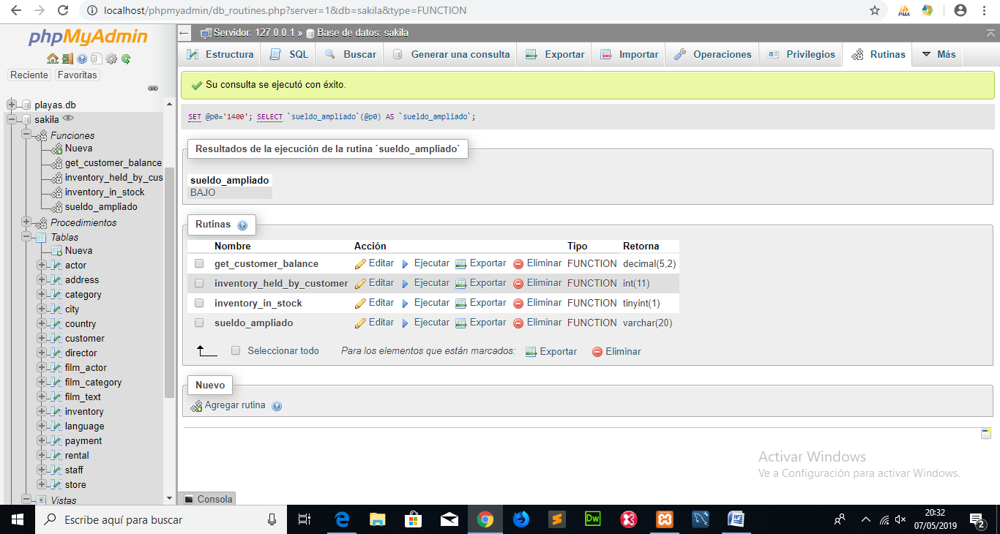 localhost/phpmyadmin/db_routines.php?server=1&db=sakila&type=FUNCTION
PMA
phpMyAdmin
Reciente Favoritas
playas.db
sakila
Funciones
Nueva
get_customer_balance
inventory_held_by_cus
inventory_in_stock
sueldo_ampliado
Procedimientos
Tablas
Nueva
actor
address
category
city
country
customer
director
film_actor
film_category
film_text
inventory
language
payment
rental
staff
store
Vistas
Servidor: 127.0.0.1 » Base de datos: sakila
Estructura SQL Buscar Generar una consulta Exportar Importar Operaciones Privilegios Rutinas Más
Su consulta se ejecutó con éxito.
SET @p0='1400'; SELECT `sueldo_ampliado`(@p0) AS `sueldo_ampliado`;
Resultados de la ejecución de la rutina `sueldo_ampliado`
sueldo_ampliado
BAJO
Rutinas
Nombre Acción Tipo Retorna
get_customer_balance Editar Ejecutar Exportar Eliminar FUNCTION decimal(5,2)
inventory_held_by_customer Editar Ejecutar Exportar Eliminar FUNCTION int(11)
inventory_in_stock Editar Ejecutar Exportar Eliminar FUNCTION tinyint(1)
sueldo_ampliado Editar Ejecutar Exportar Eliminar FUNCTION varchar(20)
Seleccionar todo Para los elementos que están marcados: Exportar Eliminar
Nuevo
Agregar rutina
Activar Windows
Ve a Configuración para activar Windows.
Consola
Escribe aquí para buscar
Dw
20:32
07/05/2019
2